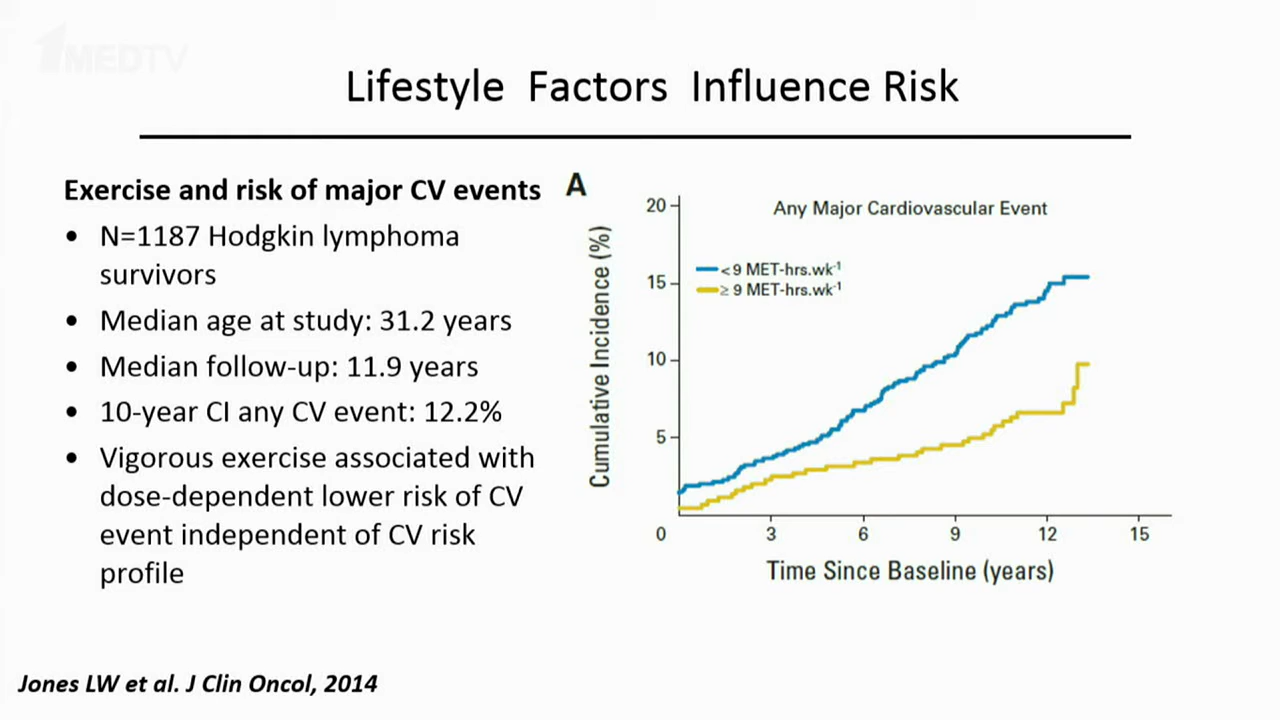 1MEDTV
Lifestyle Factors Influence Risk
Exercise and risk of major CV events
• N=1187 Hodgkin lymphoma
survivors
• Median age at study: 31.2 years
• Median follow-up: 11.9 years
• 10-year CI any CV event: 12.2%
• Vigorous exercise associated with
dose-dependent lower risk of CV
event independent of CV risk
profile
A
Any Major Cardiovascular Event
< 9 MET-hrs.wk⁻¹
≥ 9 MET-hrs.wk⁻¹
Cumulative Incidence (%)
20
15
10
5
0 3 6 9 12 15
Time Since Baseline (years)
Jones LW et al. J Clin Oncol, 2014